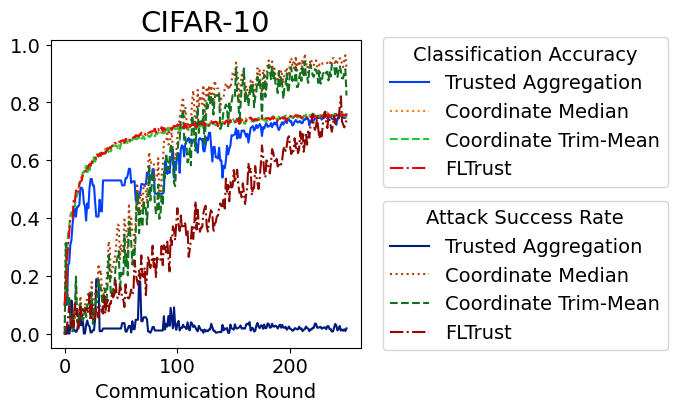 CIFAR-10
1.0
0.8
0.6
0.4
0.2
0.0
0
100
200
Communication Round
Classification Accuracy
Trusted Aggregation
Coordinate Median
Coordinate Trim-Mean
FLTrust
Attack Success Rate
Trusted Aggregation
Coordinate Median
Coordinate Trim-Mean
FLTrust